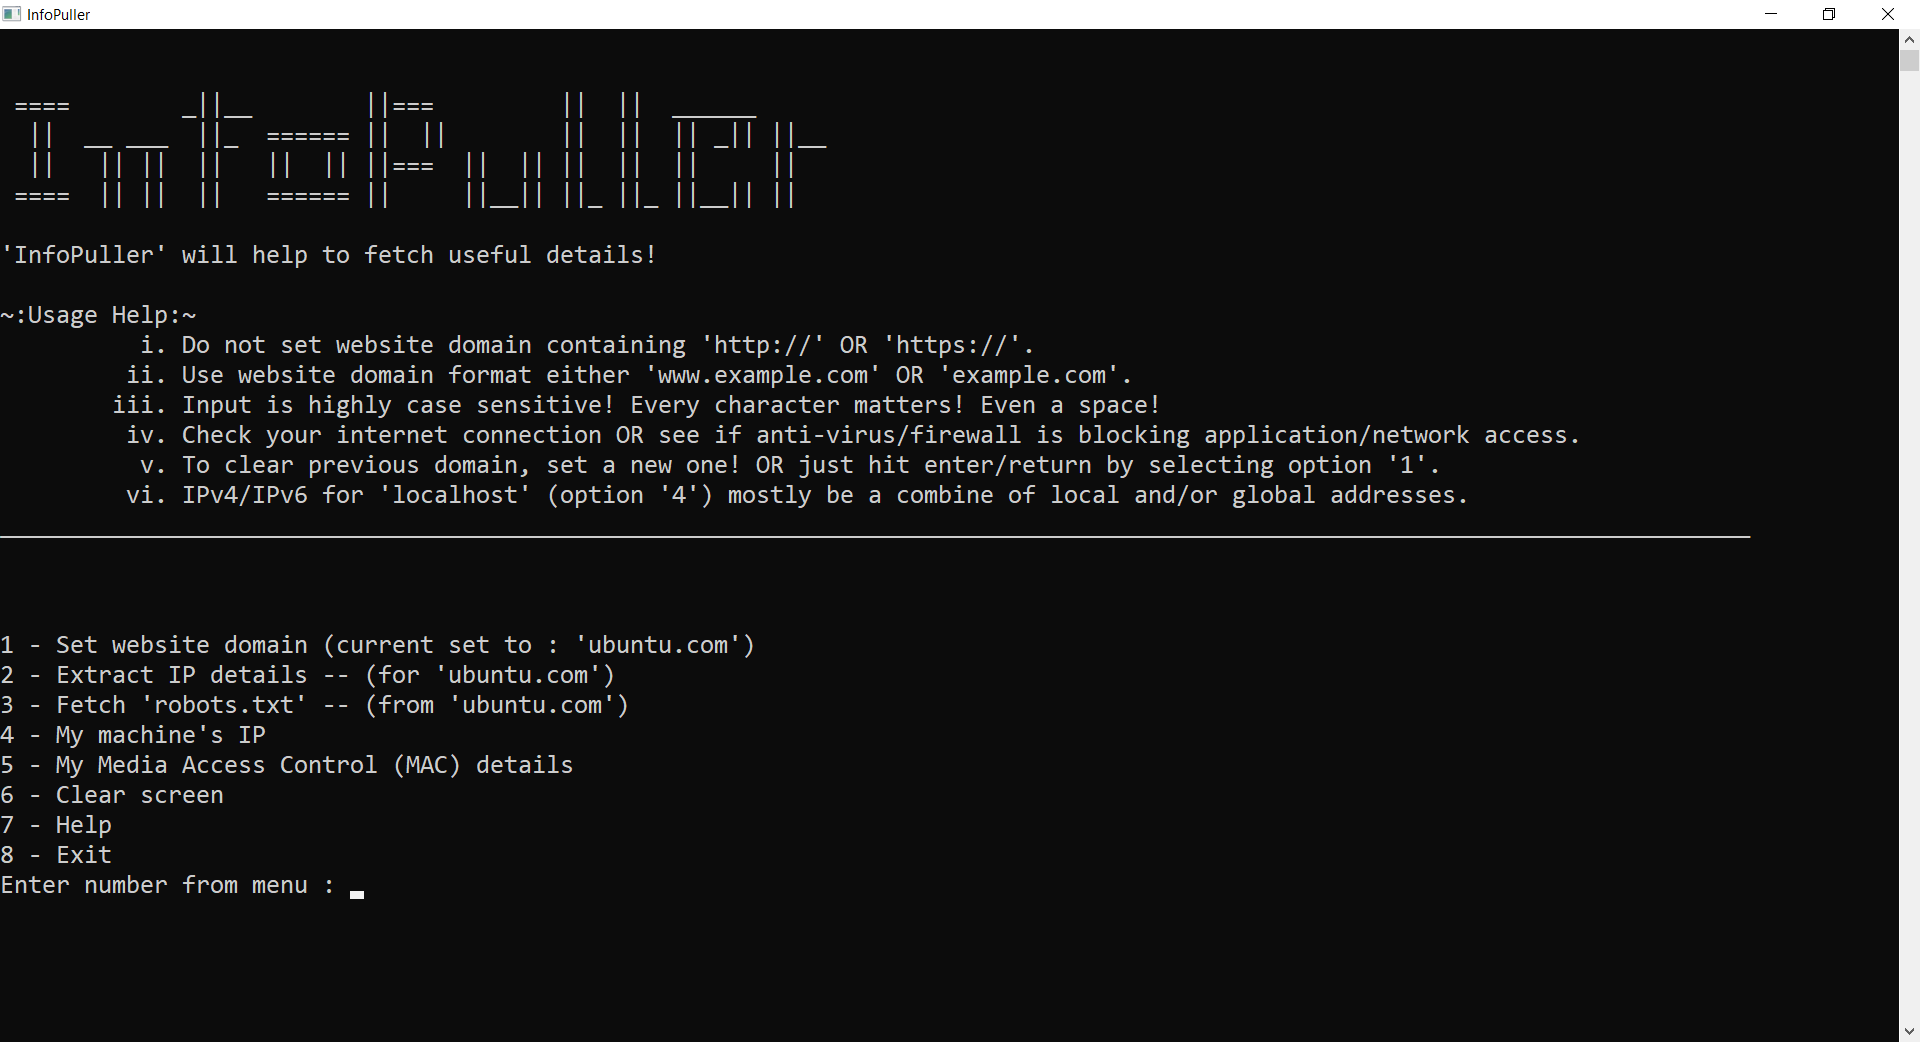 InfoPuller
InfoPuller
'InfoPuller' will help to fetch useful details!
~:Usage Help:~
i. Do not set website domain containing 'http://' OR 'https://'.
ii. Use website domain format either 'www.example.com' OR 'example.com'.
iii. Input is highly case sensitive! Every character matters! Even a space!
iv. Check your internet connection OR see if anti-virus/firewall is blocking application/network access.
v. To clear previous domain, set a new one! OR just hit enter/return by selecting option '1'.
vi. IPv4/IPv6 for 'localhost' (option '4') mostly be a combine of local and/or global addresses.
1 - Set website domain (current set to : 'ubuntu.com')
2 - Extract IP details -- (for 'ubuntu.com')
3 - Fetch 'robots.txt' -- (from 'ubuntu.com')
4 - My machine's IP
5 - My Media Access Control (MAC) details
6 - Clear screen
7 - Help
8 - Exit
Enter number from menu :